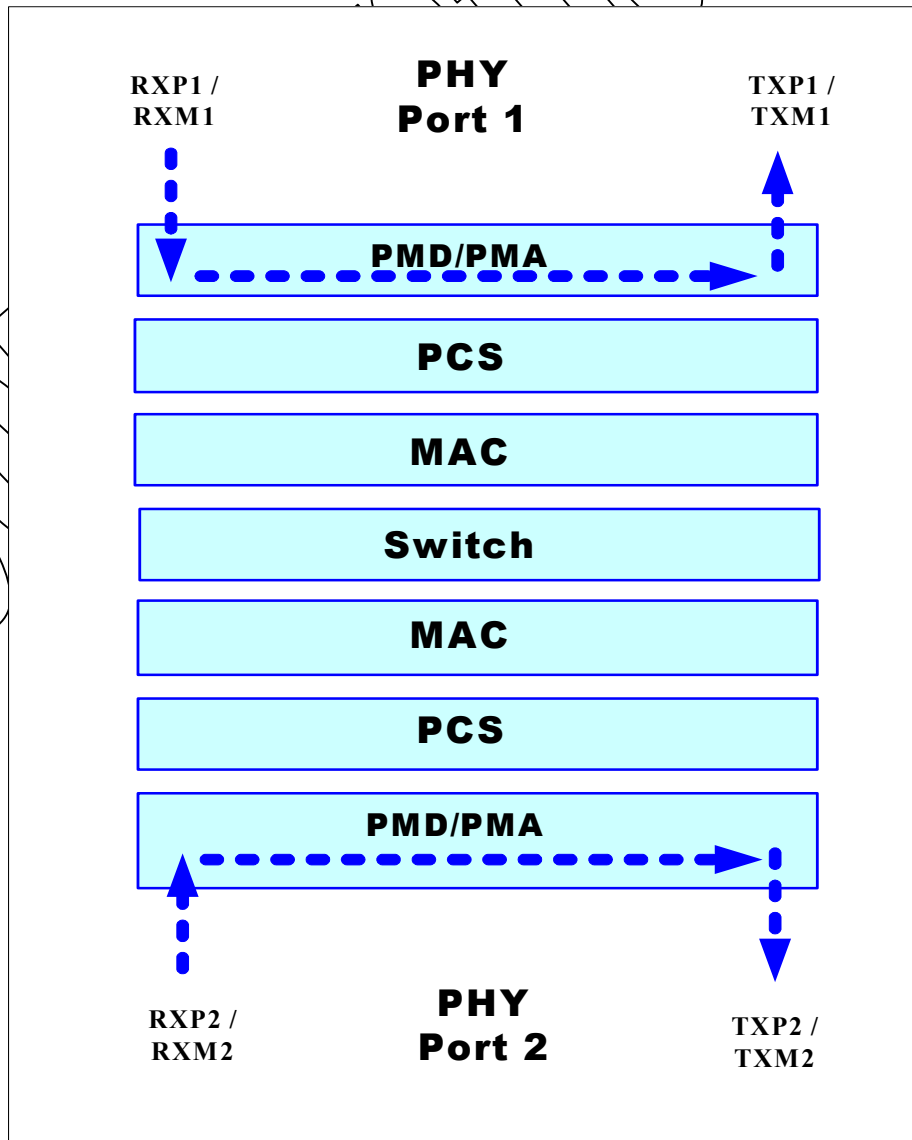 RXP1 /
RXM1
PHY
Port 1
TXP1 /
TXM1
PMD/PMA
PCS
MAC
Switch
MAC
PCS
PMD/PMA
RXP2 /
RXM2
PHY
Port 2
TXP2 /
TXM2